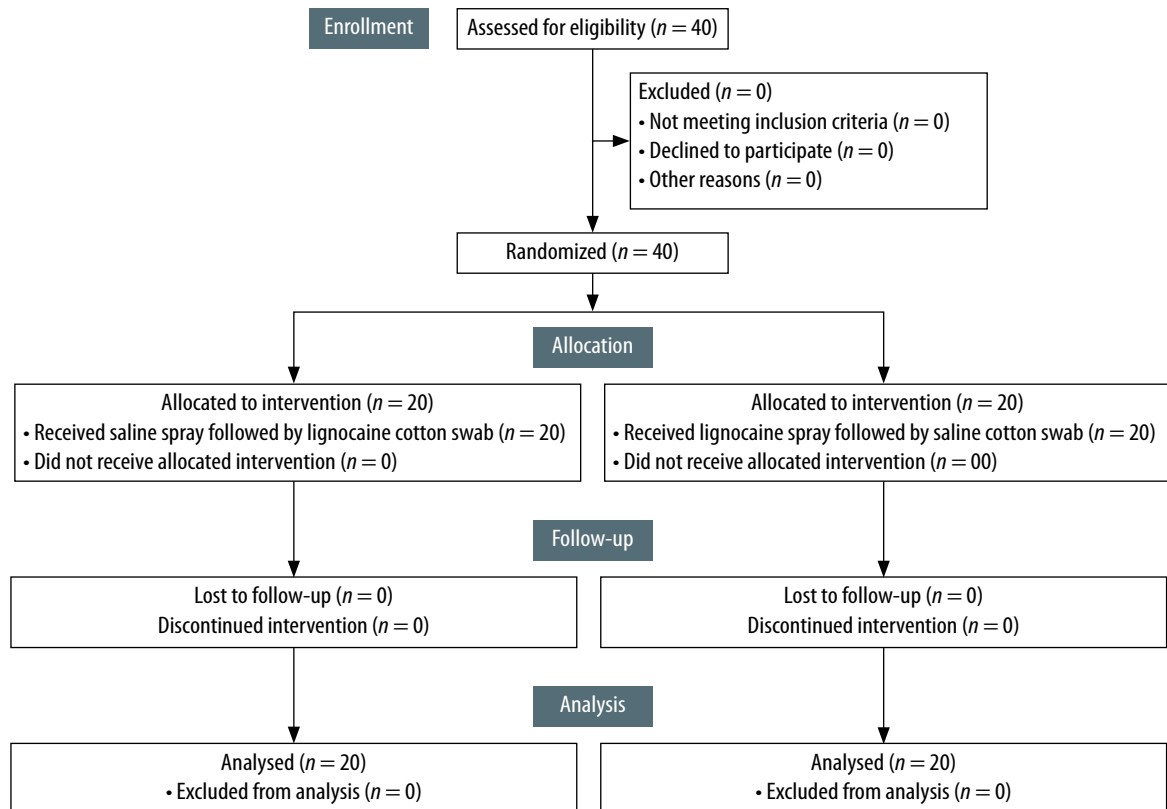 Enrollment
Assessed for eligibility (n = 40)
Excluded (n = 0)
• Not meeting inclusion criteria (n = 0)
• Declined to participate (n = 0)
• Other reasons (n = 0)
Randomized (n = 40)
Allocation
Allocated to intervention (n = 20)
• Received saline spray followed by lignocaine cotton swab (n = 20)
• Did not receive allocated intervention (n = 0)
Allocated to intervention (n = 20)
• Received lignocaine spray followed by saline cotton swab (n = 20)
• Did not receive allocated intervention (n = 00)
Follow-up
Lost to follow-up (n = 0)
Discontinued intervention (n = 0)
Lost to follow-up (n = 0)
Discontinued intervention (n = 0)
Analysis
Analysed (n = 20)
• Excluded from analysis (n = 0)
Analysed (n = 20)
• Excluded from analysis (n = 0)